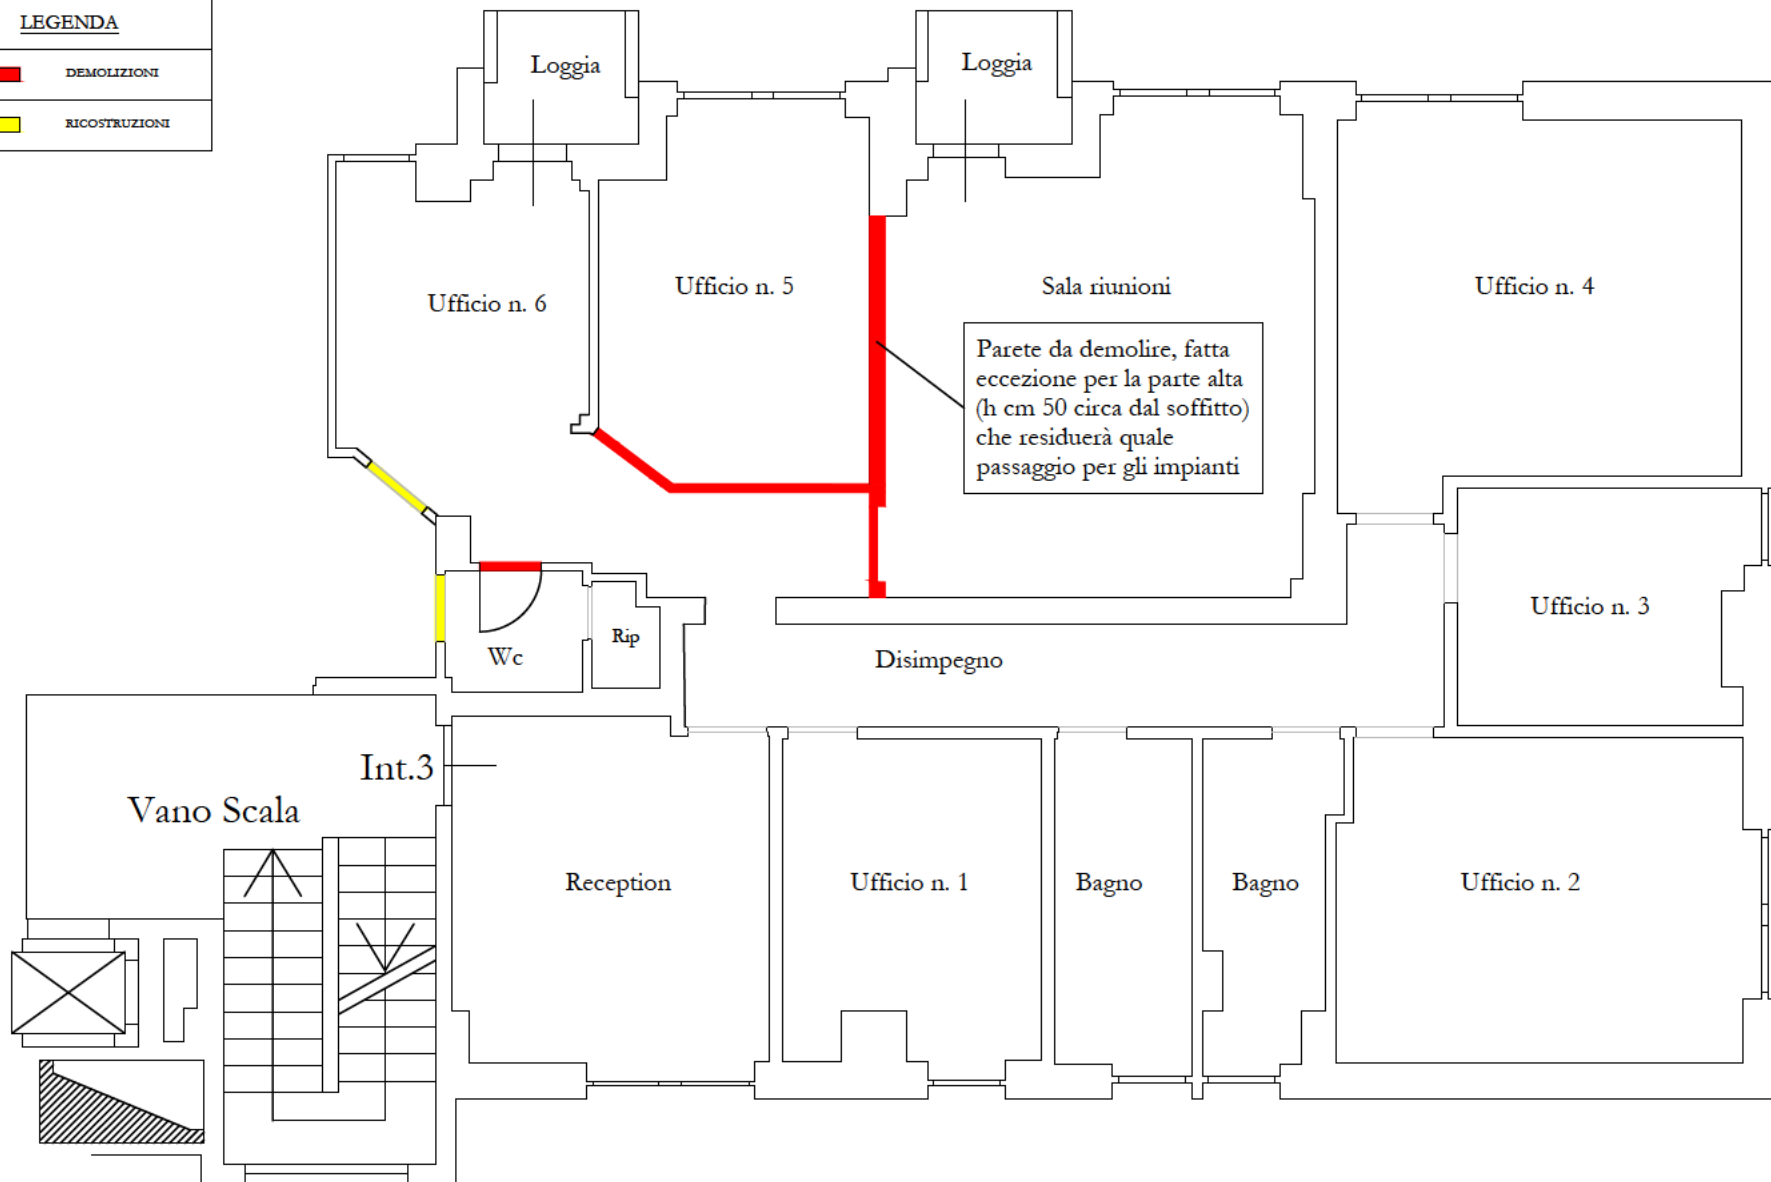 LEGENDA
DEMOLIZIONI
RICOSTRUZIONI
Loggia
Loggia
Ufficio n. 6
Ufficio n. 5
Sala riunioni
Ufficio n. 4
Parete da demolire, fatta
eccezione per la parte alta
(h cm 50 circa dal soffitto)
che residuerà quale
passaggio per gli impianti
Ufficio n. 3
Wc
Rip
Disimpegno
Int.3
Vano Scala
Reception
Ufficio n. 1
Bagno
Bagno
Ufficio n. 2